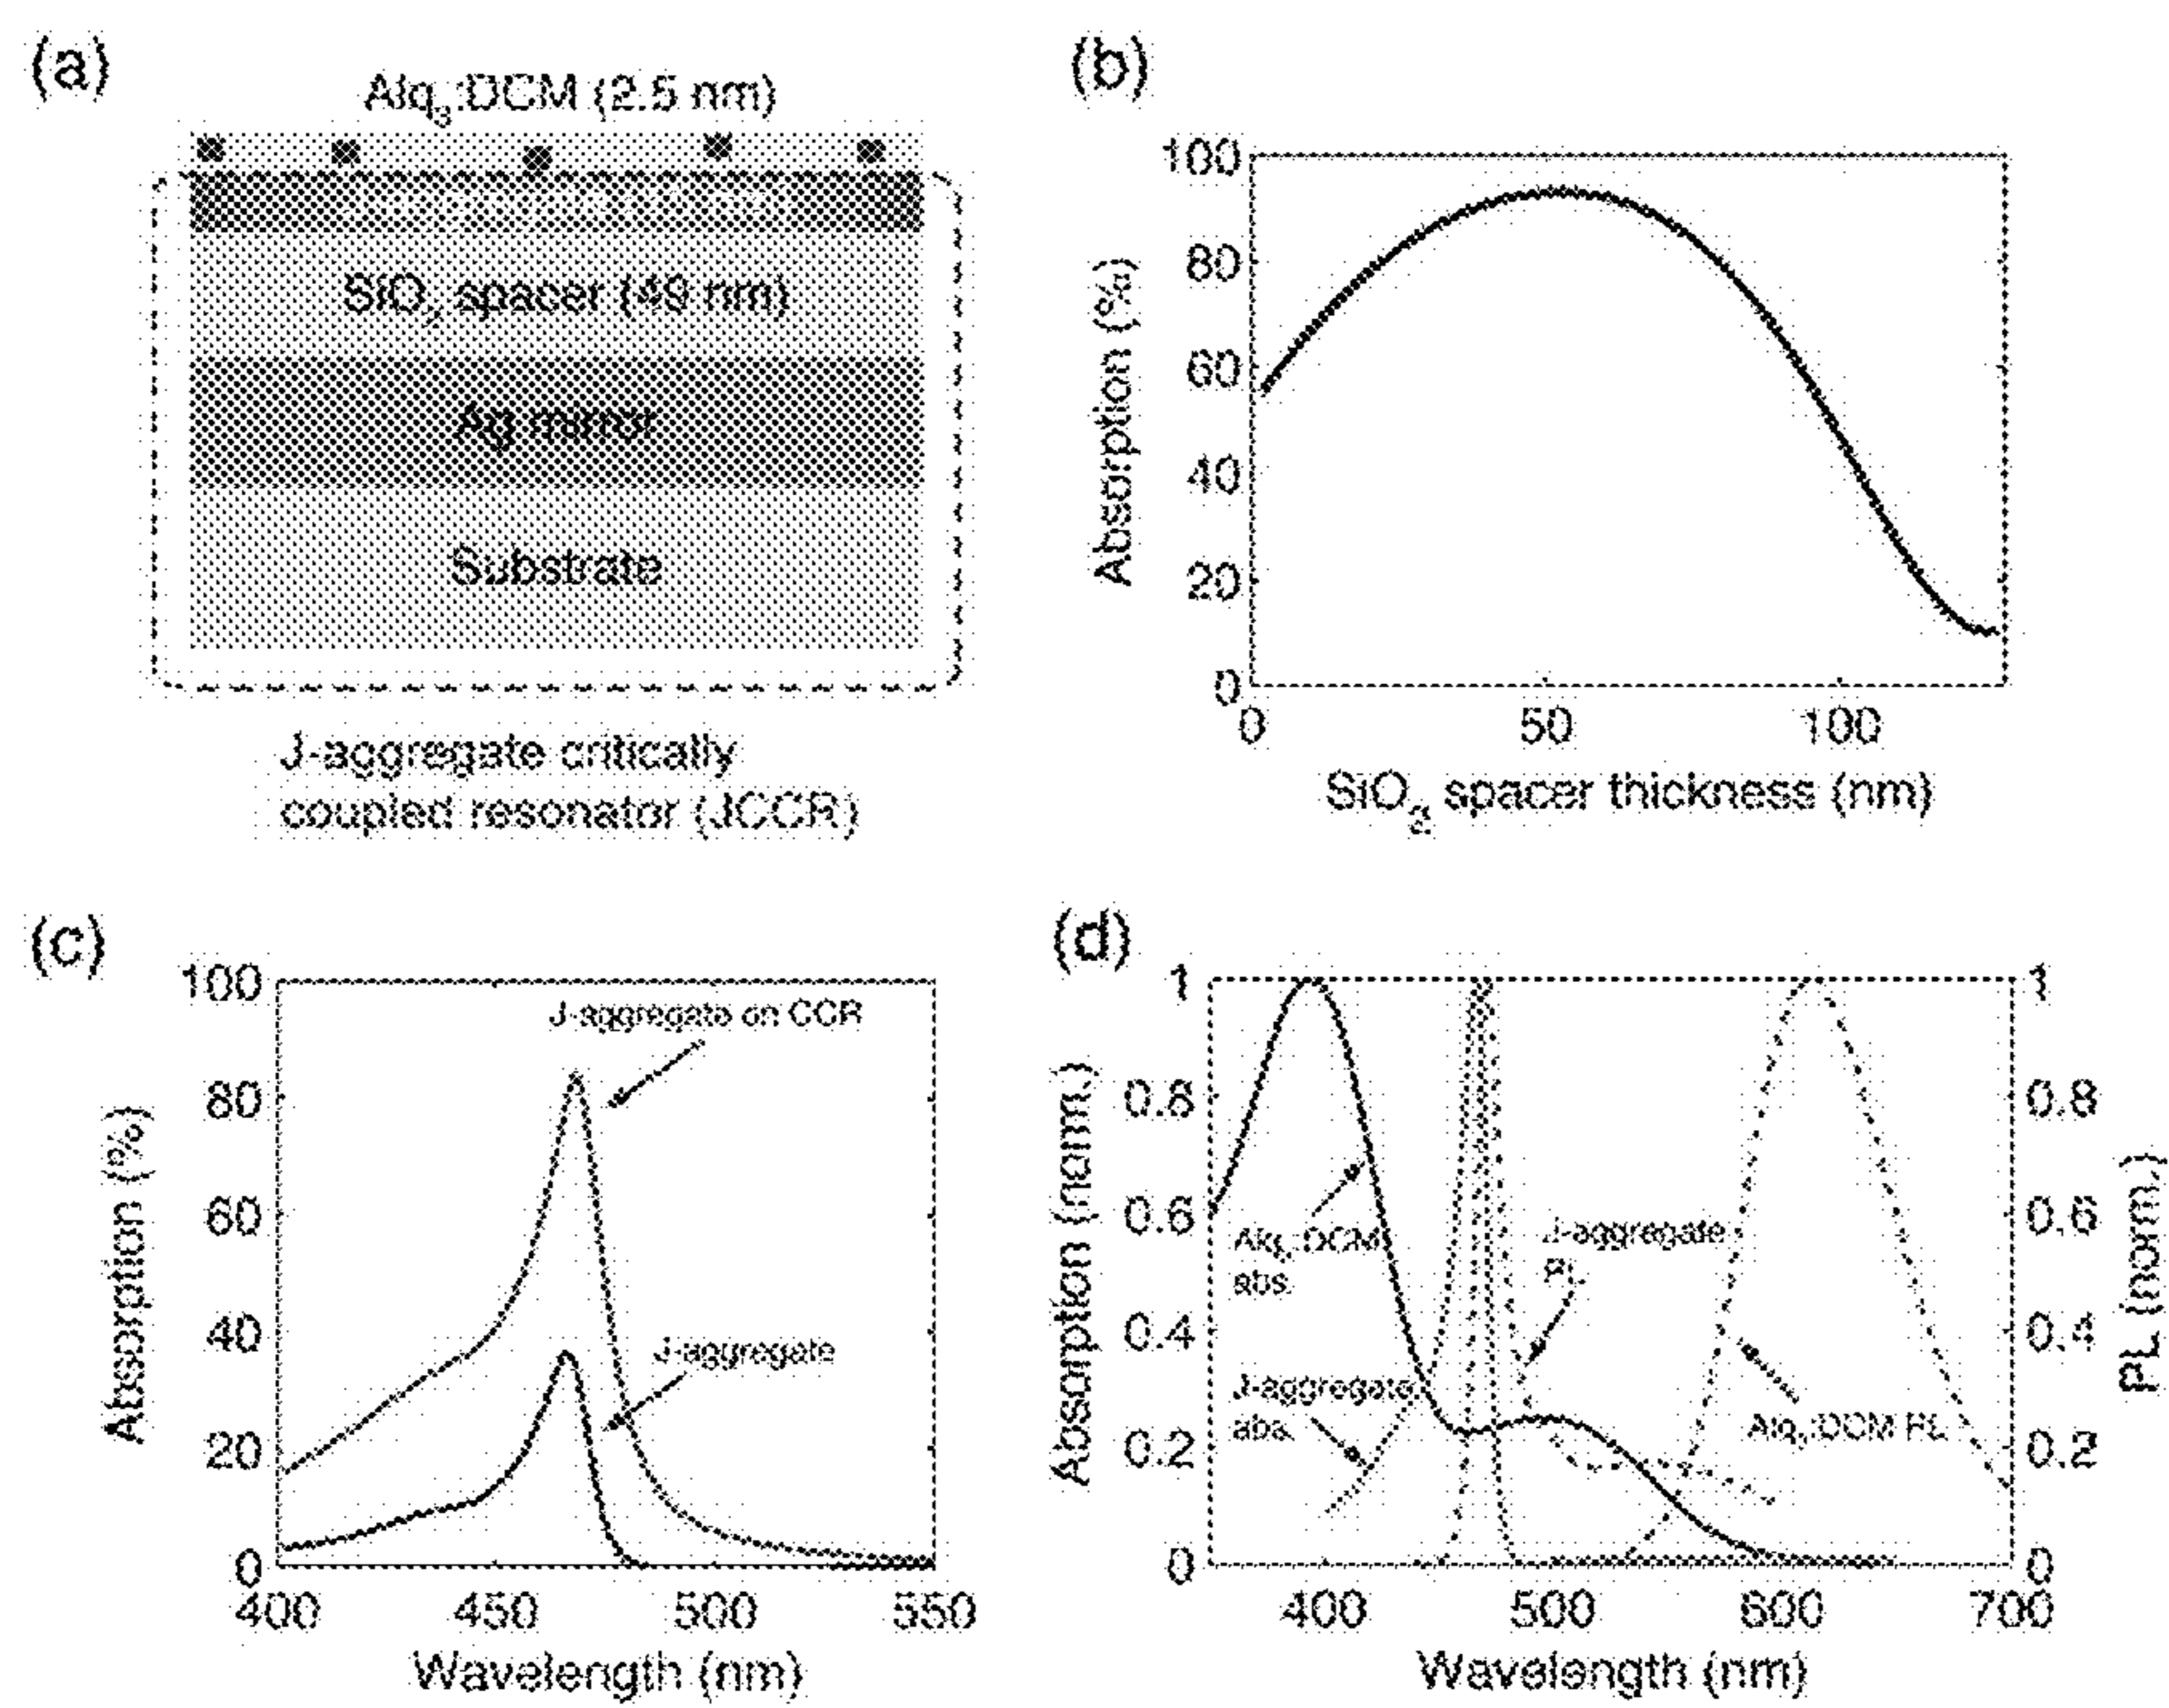 (a)
Alq3:DCM (2.5 nm)
SiO2 spacer (49 nm)
Ag mirror
Substrate
J-aggregate critically
coupled resonator (JCCR)
(b)
100
80
60
40
20
0
Absorption (%)
0 50 100
SiO2 spacer thickness (nm)
(c)
100
80
60
40
20
0
Absorption (%)
J-aggregate on CCR
J-aggregate
400 450 500 550
Wavelength (nm)
(d)
1
0.8
0.6
0.4
0.2
0
Absorption (norm.)
Alq3:DCM
abs.
J-aggregate
abs.
J-aggregate
PL
Alq3:DCM PL
1
0.8
0.6
0.4
0.2
0
PL (norm.)
400 500 600 700
Wavelength (nm)